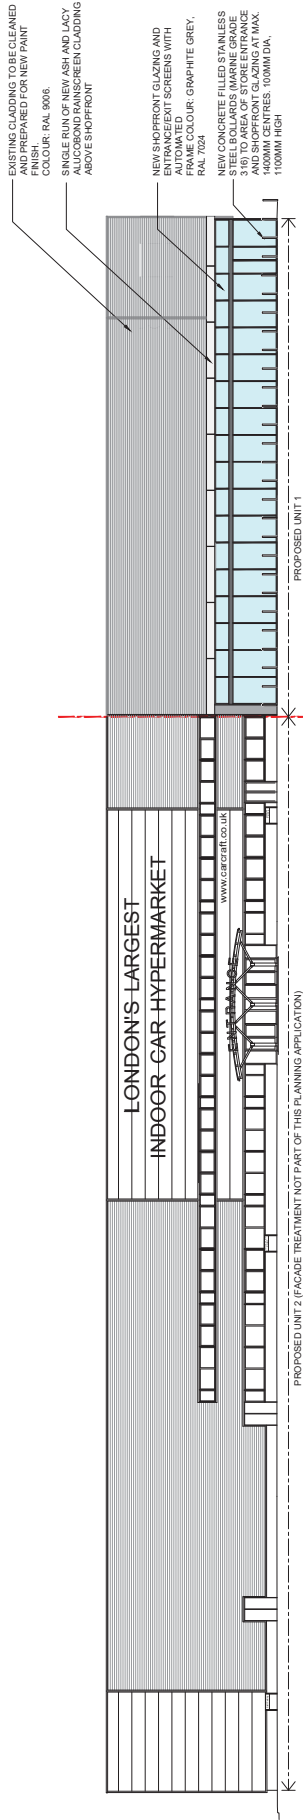 EXISTING CLADDING TO BE CLEANED
AND PREPARED FOR NEW PAINT
FINISH.
COLOUR: RAL 9006.
SINGLE RUN OF NEW ASH AND LACY
ALUCOBOND RAINSCREEN CLADDING
ABOVE SHOPFRONT
NEW SHOPFRONT GLAZING AND
ENTRANCE/EXIT SCREENS WITH
AUTOMATED
FRAME COLOUR: GRAPHITE GREY,
RAL 7024
NEW CONCRETE FILLED STAINLESS
STEEL BOLLARDS (MARINE GRADE
316) TO AREA OF STORE ENTRANCE
AND SHOPFRONT GLAZING AT MAX.
1400MM CENTRES. 100MM DIA,
1100MM HIGH
LONDON'S LARGEST
INDOOR CAR HYPERMARKET
www.carcraft.co.uk
ENTRANCE
PROPOSED UNIT 1
PROPOSED UNIT 2 (FACADE TREATMENT NOT PART OF THIS PLANNING APPLICATION)